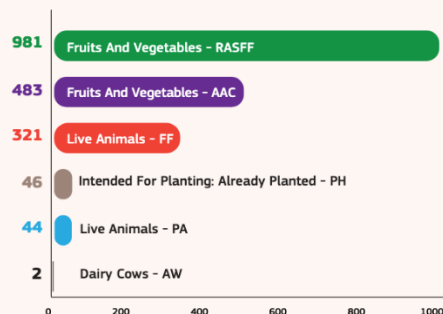 981 Fruits And Vegetables - RASFF
483 Fruits And Vegetables - AAC
321 Live Animals - FF
46 Intended For Planting: Already Planted - PH
44 Live Animals - PA
2 Dairy Cows - AW
0 200 400 600 800 1000